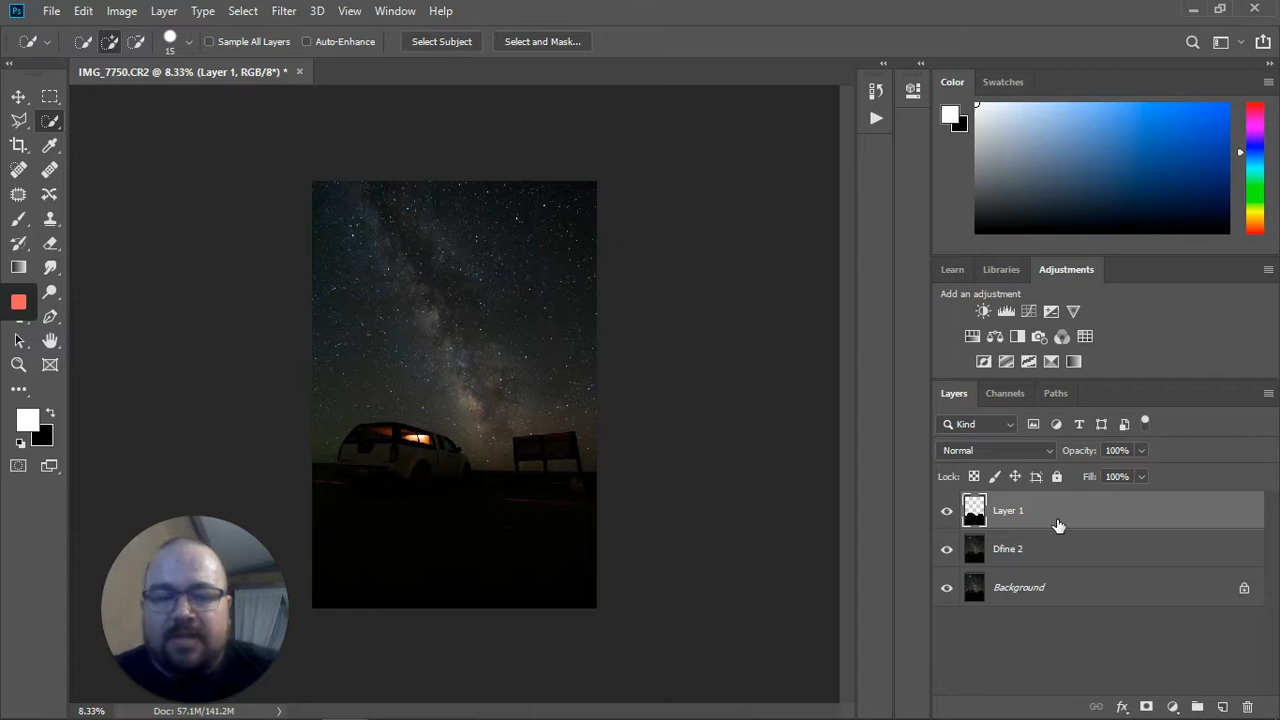 Ps File Edit Image Layer Type Select Filter 3D View Window Help
15 Sample All Layers Auto-Enhance Select Subject Select and Mask...
IMG_7750.CR2 @ 8.33% (Layer 1, RGB/8*) *
Color Swatches
Learn Libraries Adjustments
Add an adjustment
Layers Channels Paths
Kind
Normal Opacity: 100%
Lock: Fill: 100%
Layer 1
Dfine 2
Background
8.33% Doc: 57.1M/141.2M